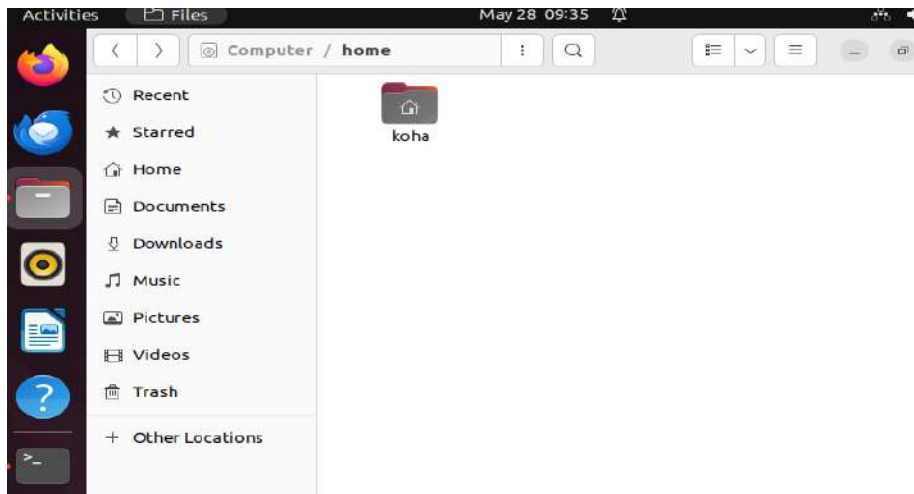 Activities Files May 28 09:35
Computer / home
Recent
Starred
Home
Documents
Downloads
Music
Pictures
Videos
Trash
+ Other Locations
koha
>_